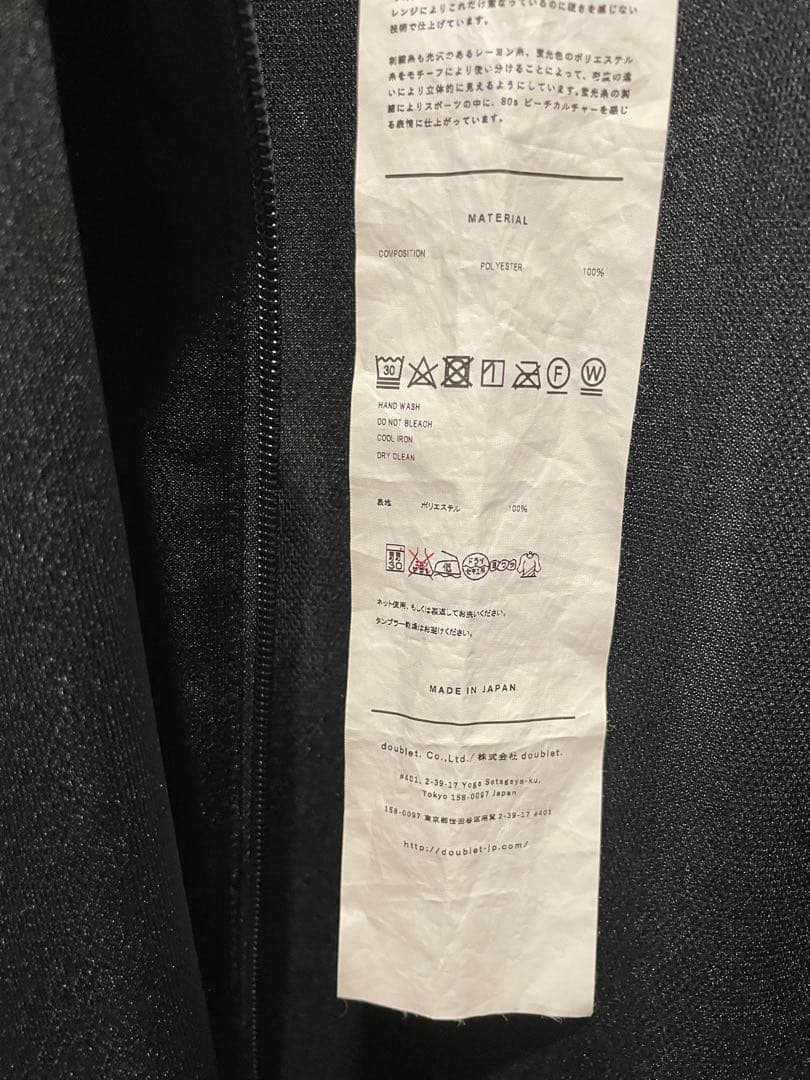 レンジによりこれだけ重なっているのに硬さを感じない
技術で仕上げています。
刺繍糸も光沢のあるレーヨン糸、蛍光色のポリエステル
糸をモチーフにより使い分けることによって、密度の違
いにより立体的に見えるようにしています。蛍光糸の刺
繍によりスポーツの中に、80s ビーチカルチャーを感じ
る表情に仕上がっています。
MATERIAL
COMPOSITION POLYESTER 100%
30 F W
HAND WASH
DO NOT BLEACH
COOL IRON
DRY CLEAN
表地 ポリエステル 100%
30 低 ドライ
ネット使用、もしくは裏返してお洗いください。
タンブラー乾燥はお避けください。
MADE IN JAPAN
doublet. Co.,Ltd./株式会社 doublet.
#401, 2-39-17 Yoga Setagaya-ku,
Tokyo 158-0097 Japan
158-0097 東京都世田谷区用賀 2-39-17 #401
http://doublet-jp.com/